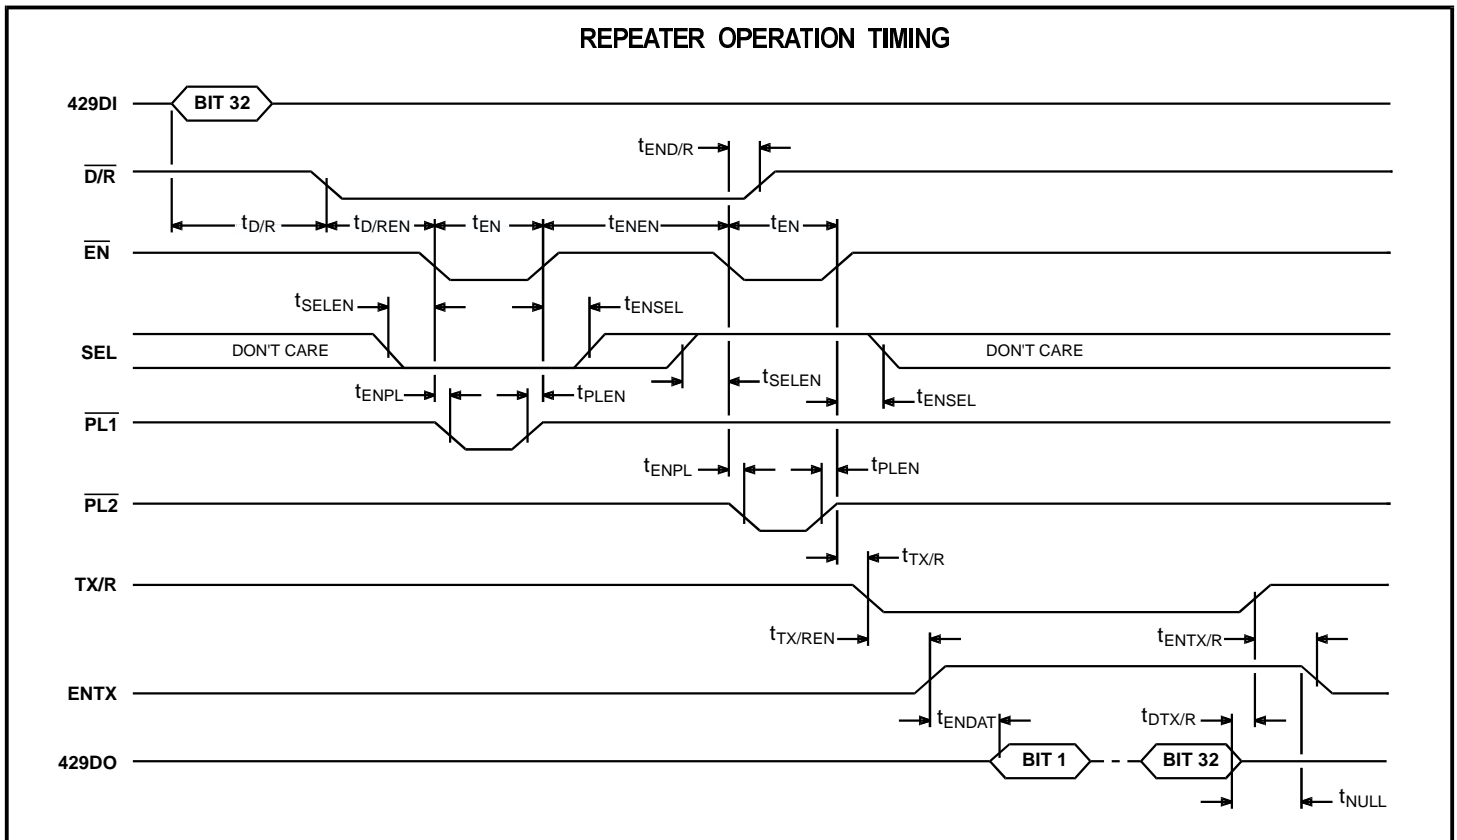 REPEATER OPERATION TIMING
429DI
BIT 32
tEND/R
D/R
tD/R
tD/REN
tEN
tENEN
tEN
EN
tSELEN
tENSEL
SEL
DON'T CARE
DON'T CARE
tSELEN
tENPL
tPLEN
tENSEL
PL1
tENPL
tPLEN
PL2
tTX/R
TX/R
tTX/REN
tENTX/R
ENTX
tENDAT
tDTX/R
429DO
BIT 1
BIT 32
tNULL